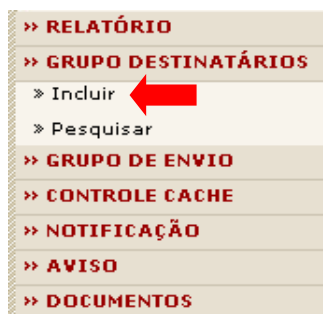 » RELATÓRIO
» GRUPO DESTINATÁRIOS
» Incluir
» Pesquisar
» GRUPO DE ENVIO
» CONTROLE CACHE
» NOTIFICAÇÃO
» AVISO
» DOCUMENTOS